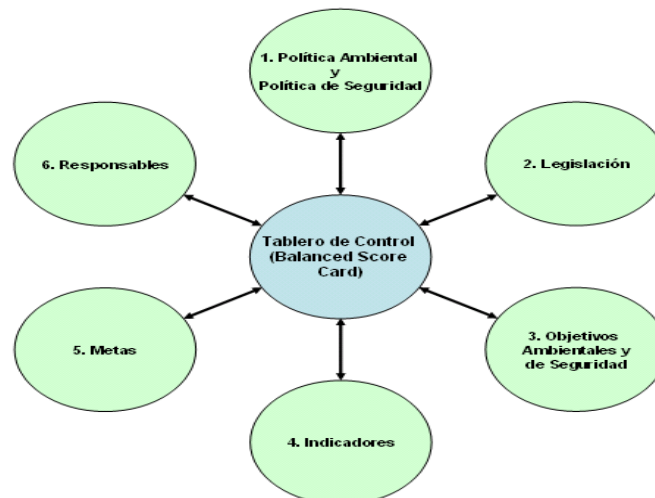 1. Política Ambiental
y
Política de Seguridad
6. Responsables
2. Legislación
Tablero de Control
(Balanced Score
Card)
5. Metas
3. Objetivos
Ambientales y
de Seguridad
4. Indicadores